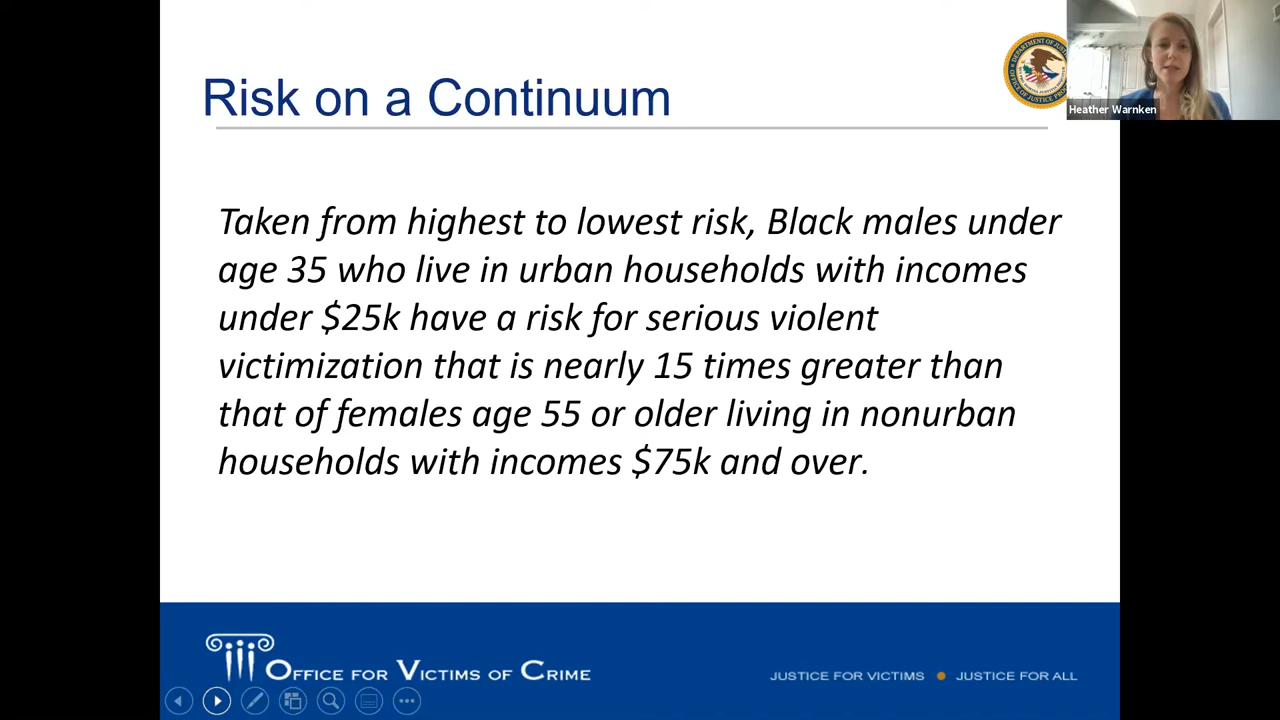 Risk on a Continuum
Heather Warnken
Taken from highest to lowest risk, Black males under
age 35 who live in urban households with incomes
under $25k have a risk for serious violent
victimization that is nearly 15 times greater than
that of females age 55 or older living in nonurban
households with incomes $75k and over.
OFFICE FOR VICTIMS OF CRIME
JUSTICE FOR VICTIMS ● JUSTICE FOR ALL